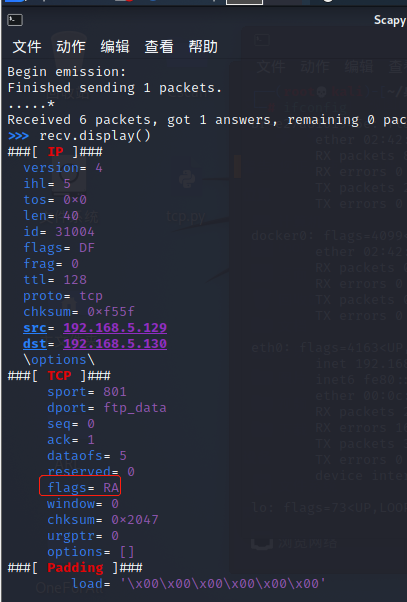 Scapy
文件 动作 编辑 查看 帮助
Begin emission:
Finished sending 1 packets.
.....*
Received 6 packets, got 1 answers, remaining 0 pac
>>> recv.display()
###[ IP ]###
version= 4
ihl= 5
tos= 0×0
len= 40
id= 31004
flags= DF
frag= 0
ttl= 128
proto= tcp
chksum= 0×f55f
src= 192.168.5.129
dst= 192.168.5.130
\options\
###[ TCP ]###
sport= 801
dport= ftp_data
seq= 0
ack= 1
dataofs= 5
reserved= 0
flags= RA
window= 0
chksum= 0×2047
urgptr= 0
options= []
###[ Padding ]###
load= '\x00\x00\x00\x00\x00\x00'